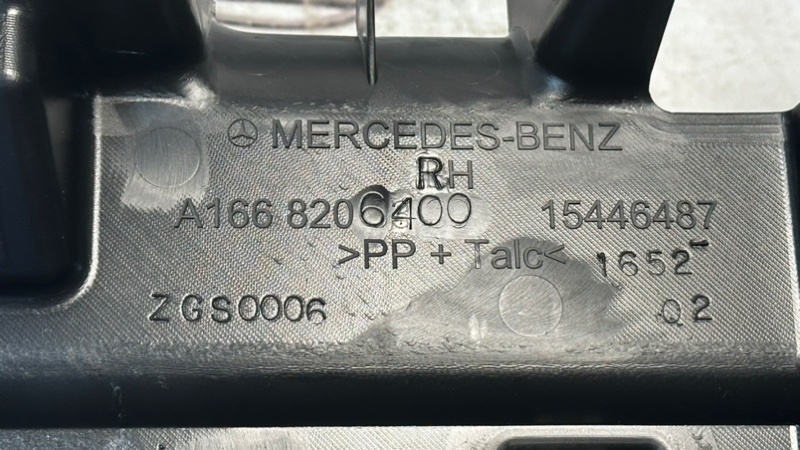 MERCEDES-BENZ
RH
A166 8206400 15446487
>PP + Talc< 1652
ZGS0006 Q2